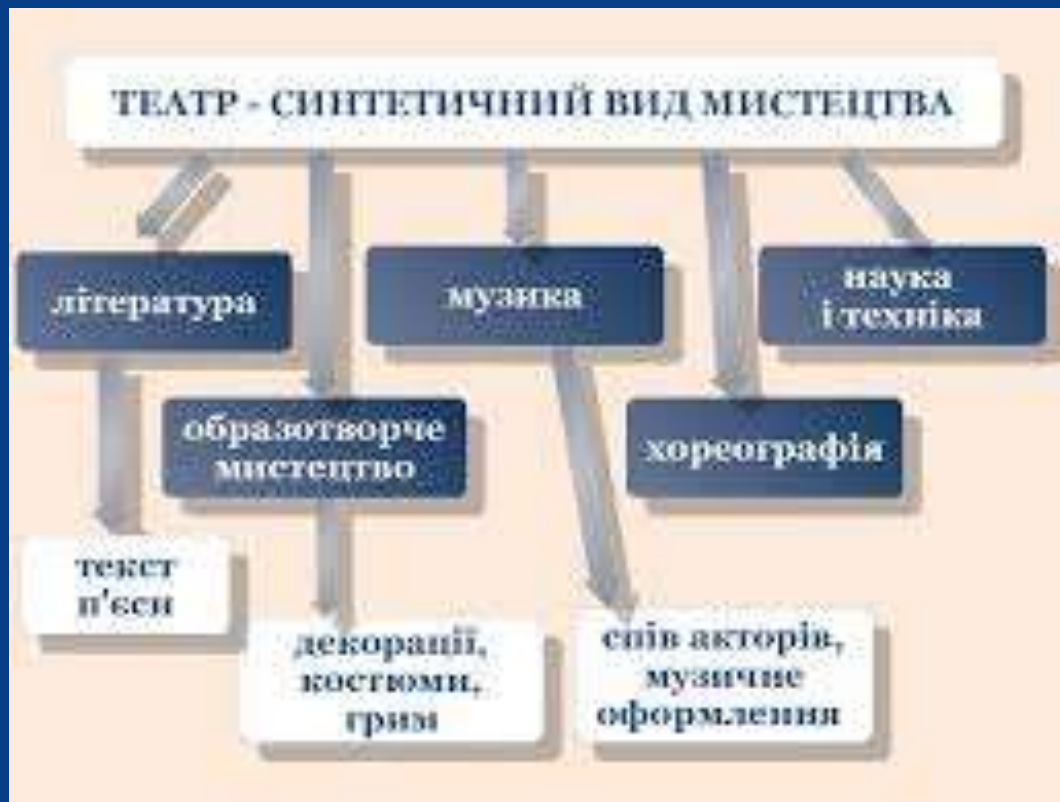 ТЕАТР - СИНТЕТИЧНИЙ ВИД МИСТЕЦТВА
література
музика
наука
і техніка
образотворче
мистецтво
хореографія
текст
п'єси
декорації,
костюми,
грим
спів акторів,
музичне
оформлення